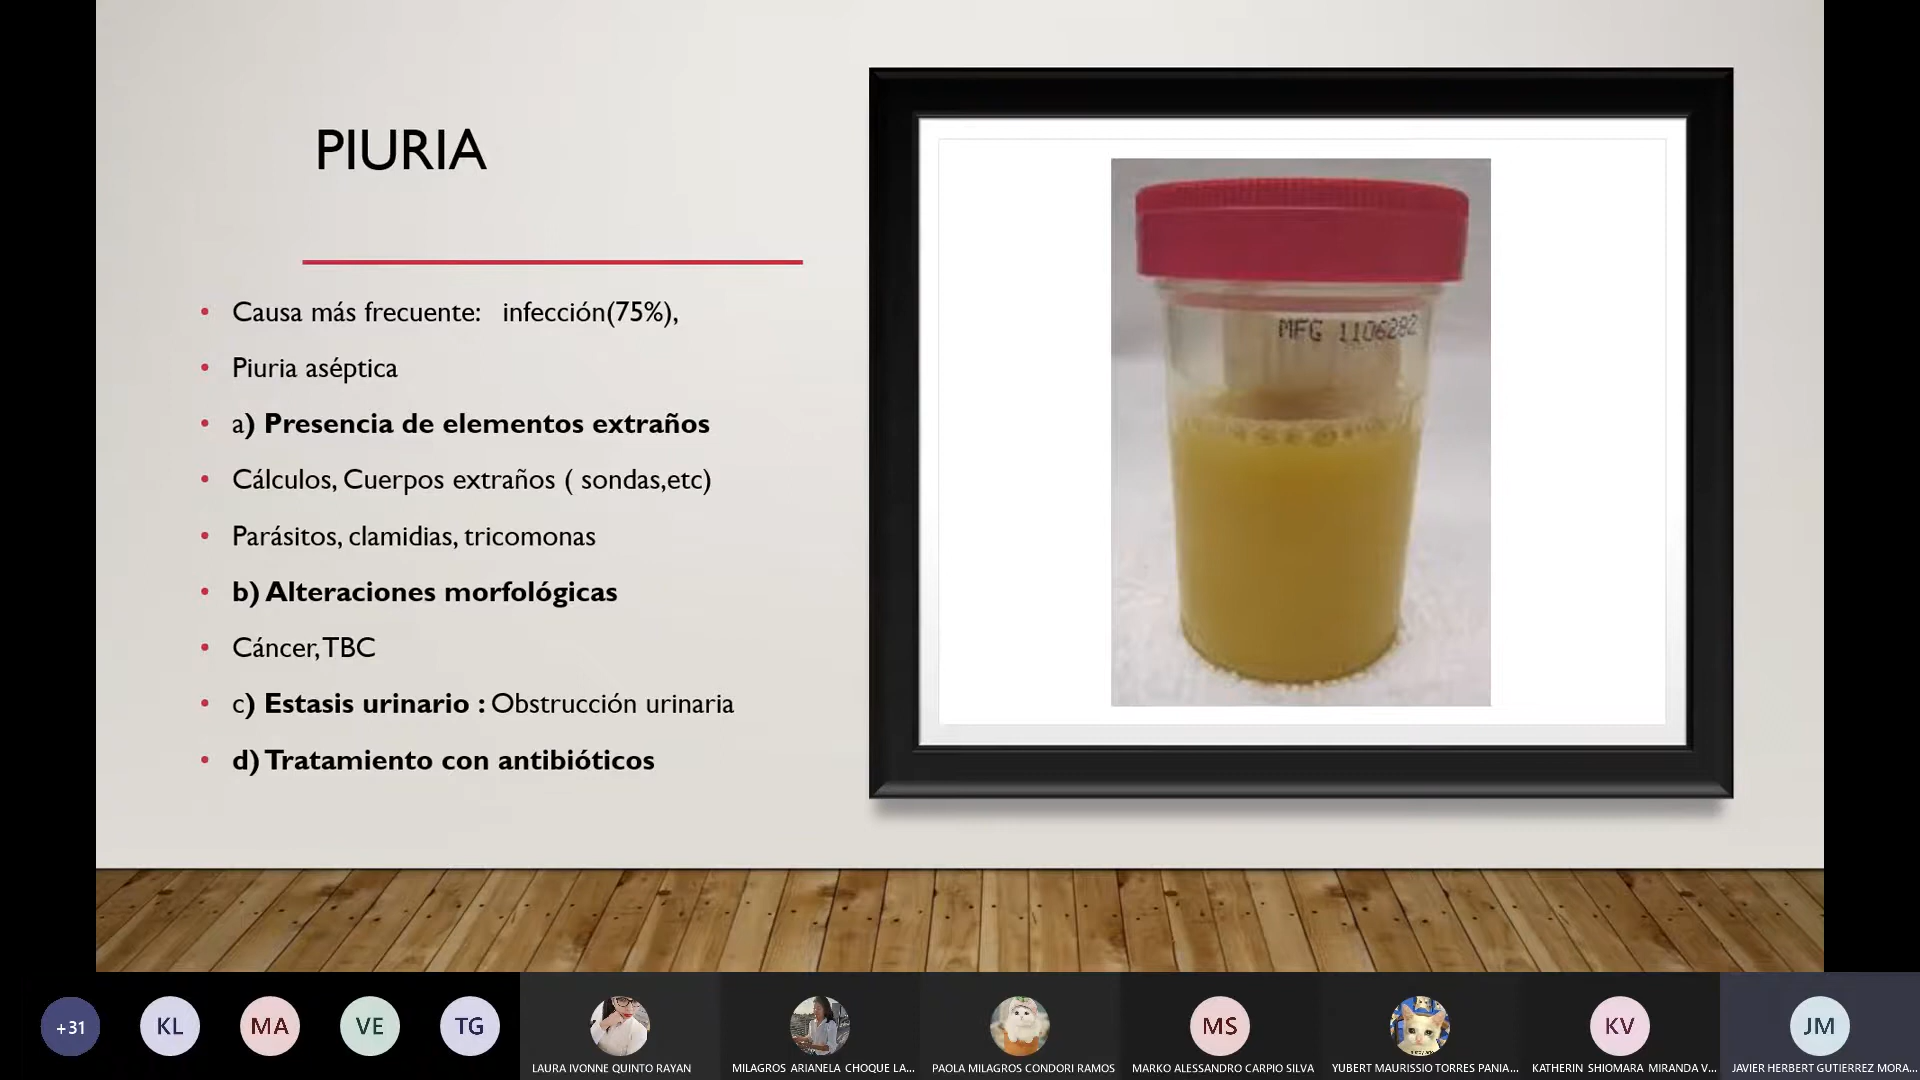 PIURIA
• Causa más frecuente: infección(75%),
• Piuria aséptica
• a) Presencia de elementos extraños
• Cálculos, Cuerpos extraños ( sondas,etc)
• Parásitos, clamidias, tricomonas
• b) Alteraciones morfológicas
• Cáncer, TBC
• c) Estasis urinario : Obstrucción urinaria
• d) Tratamiento con antibióticos
MFG 1106282
+31
KL
MA
VE
TG
MS
KV
JM
LAURA IVONNE QUINTO RAYAN
MILAGROS ARIANELA CHOQUE LA...
PAOLA MILAGROS CONDORI RAMOS
MARKO ALESSANDRO CARPIO SILVA
YUBERT MAURISSIO TORRES PANIA...
KATHERIN SHIOMARA MIRANDA V...
JAVIER HERBERT GUTIERREZ MORA...